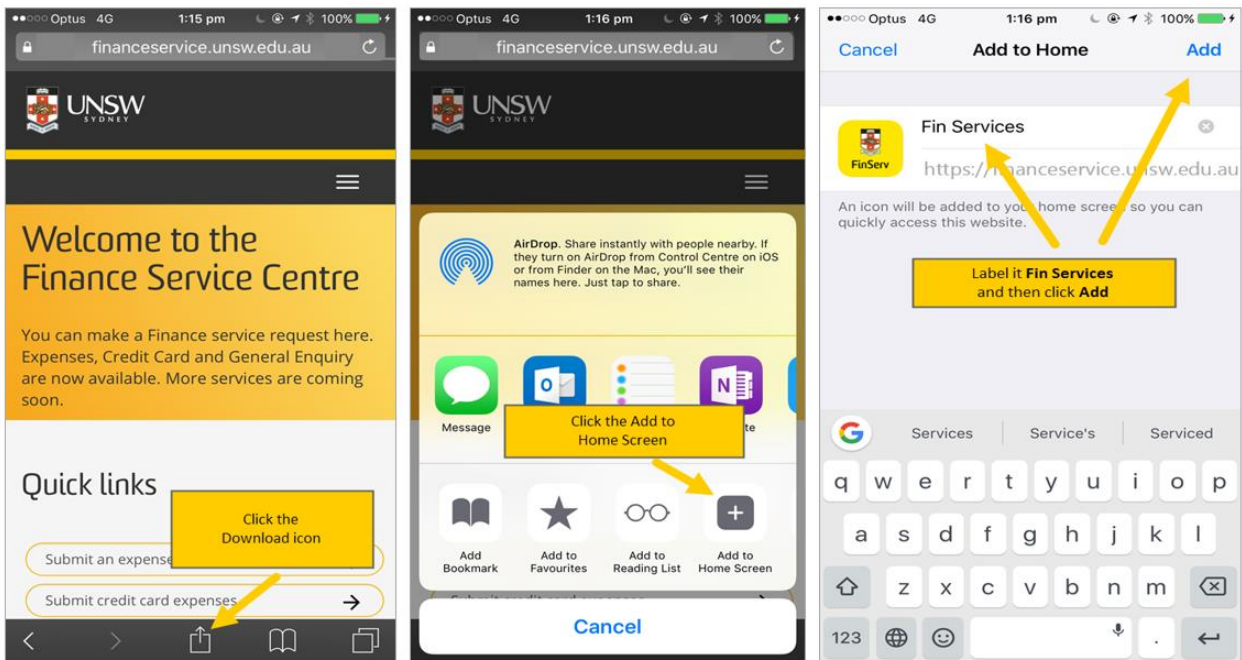 Optus 4G 1:15 pm 100%
financeservice.unsw.edu.au
UNSW
SYDNEY
Welcome to the
Finance Service Centre
You can make a Finance service request here.
Expenses, Credit Card and General Enquiry
are now available. More services are coming
soon.
Quick links
Click the
Download icon
Submit an expense
Submit credit card expenses
Optus 4G 1:16 pm 100%
financeservice.unsw.edu.au
UNSW
SYDNEY
AirDrop. Share instantly with people nearby. If
they turn on AirDrop from Control Centre on iOS
or from Finder on the Mac, you'll see their
names here. Just tap to share.
Message
Click the Add to
Home Screen
Add
Bookmark
Add to
Favourites
Add to
Reading List
Add to
Home Screen
Cancel
Optus 4G 1:16 pm 100%
Cancel Add to Home Add
Fin Services
FinServ
https://financeservice.unsw.edu.au
An icon will be added to your home screen so you can
quickly access this website.
Label it Fin Services
and then click Add
G Services Service's Serviced
q w e r t y u i o p
a s d f g h j k l
z x c v b n m
123 .